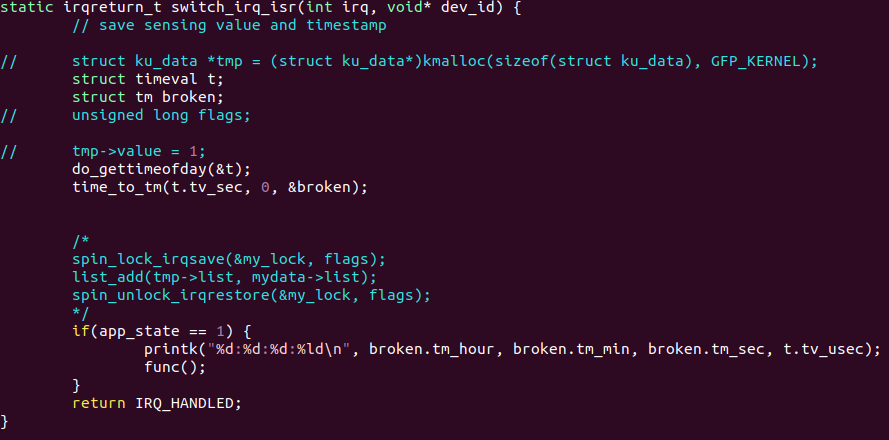 static irqreturn_t switch_irq_isr(int irq, void* dev_id) {
        // save sensing value and timestamp
//      struct ku_data *tmp = (struct ku_data*)kmalloc(sizeof(struct ku_data), GFP_KERNEL);
        struct timeval t;
        struct tm broken;
//      unsigned long flags;
//      tmp->value = 1;
        do_gettimeofday(&t);
        time_to_tm(t.tv_sec, 0, &broken);
        /*
        spin_lock_irqsave(&my_lock, flags);
        list_add(tmp->list, mydata->list);
        spin_unlock_irqrestore(&my_lock, flags);
        */
        if(app_state == 1) {
                printk("%d:%d:%d:%ld\n", broken.tm_hour, broken.tm_min, broken.tm_sec, t.tv_usec);
                func();
        }
        return IRQ_HANDLED;
}